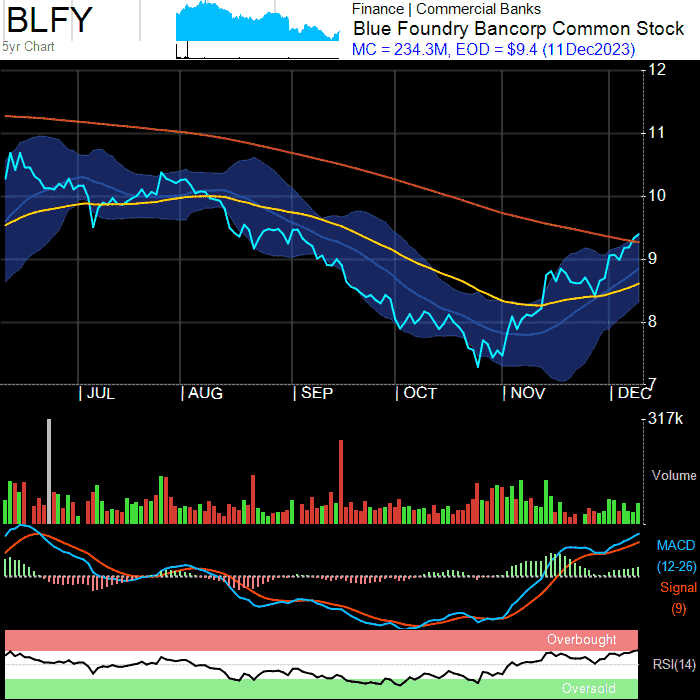 BLFY
5yr Chart
Finance | Commercial Banks
Blue Foundry Bancorp Common Stock
MC = 234.3M, EOD = $9.4 (11Dec2023)
12
11
10
9
8
7
JUL
AUG
SEP
OCT
NOV
DEC
317k
Volume
MACD
(12-26)
Signal
(9)
Overbought
RSI(14)
Oversold